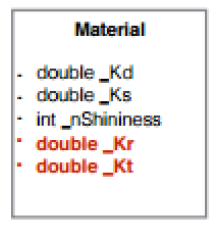 Material
- double _Kd
- double _Ks
- int _nShininess
- double _Kr
- double _Kt